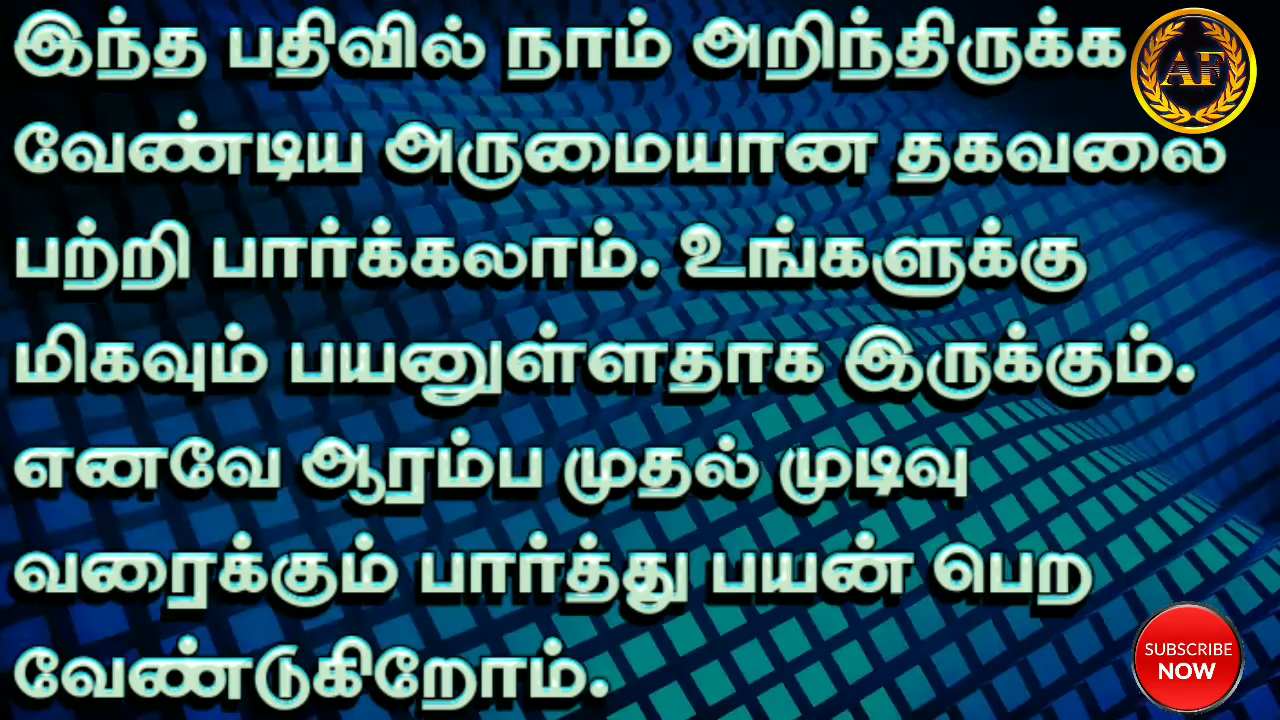 இந்த பதிவில் நாம் அறிந்திருக்க
AF
வேண்டிய அருமையான தகவலை
பற்றி பார்க்கலாம். உங்களுக்கு
மிகவும் பயனுள்ளதாக இருக்கும்.
எனவே ஆரம்ப முதல் முடிவு
வரைக்கும் பார்த்து பயன் பெற
வேண்டுகிறோம்.
SUBSCRIBE
NOW